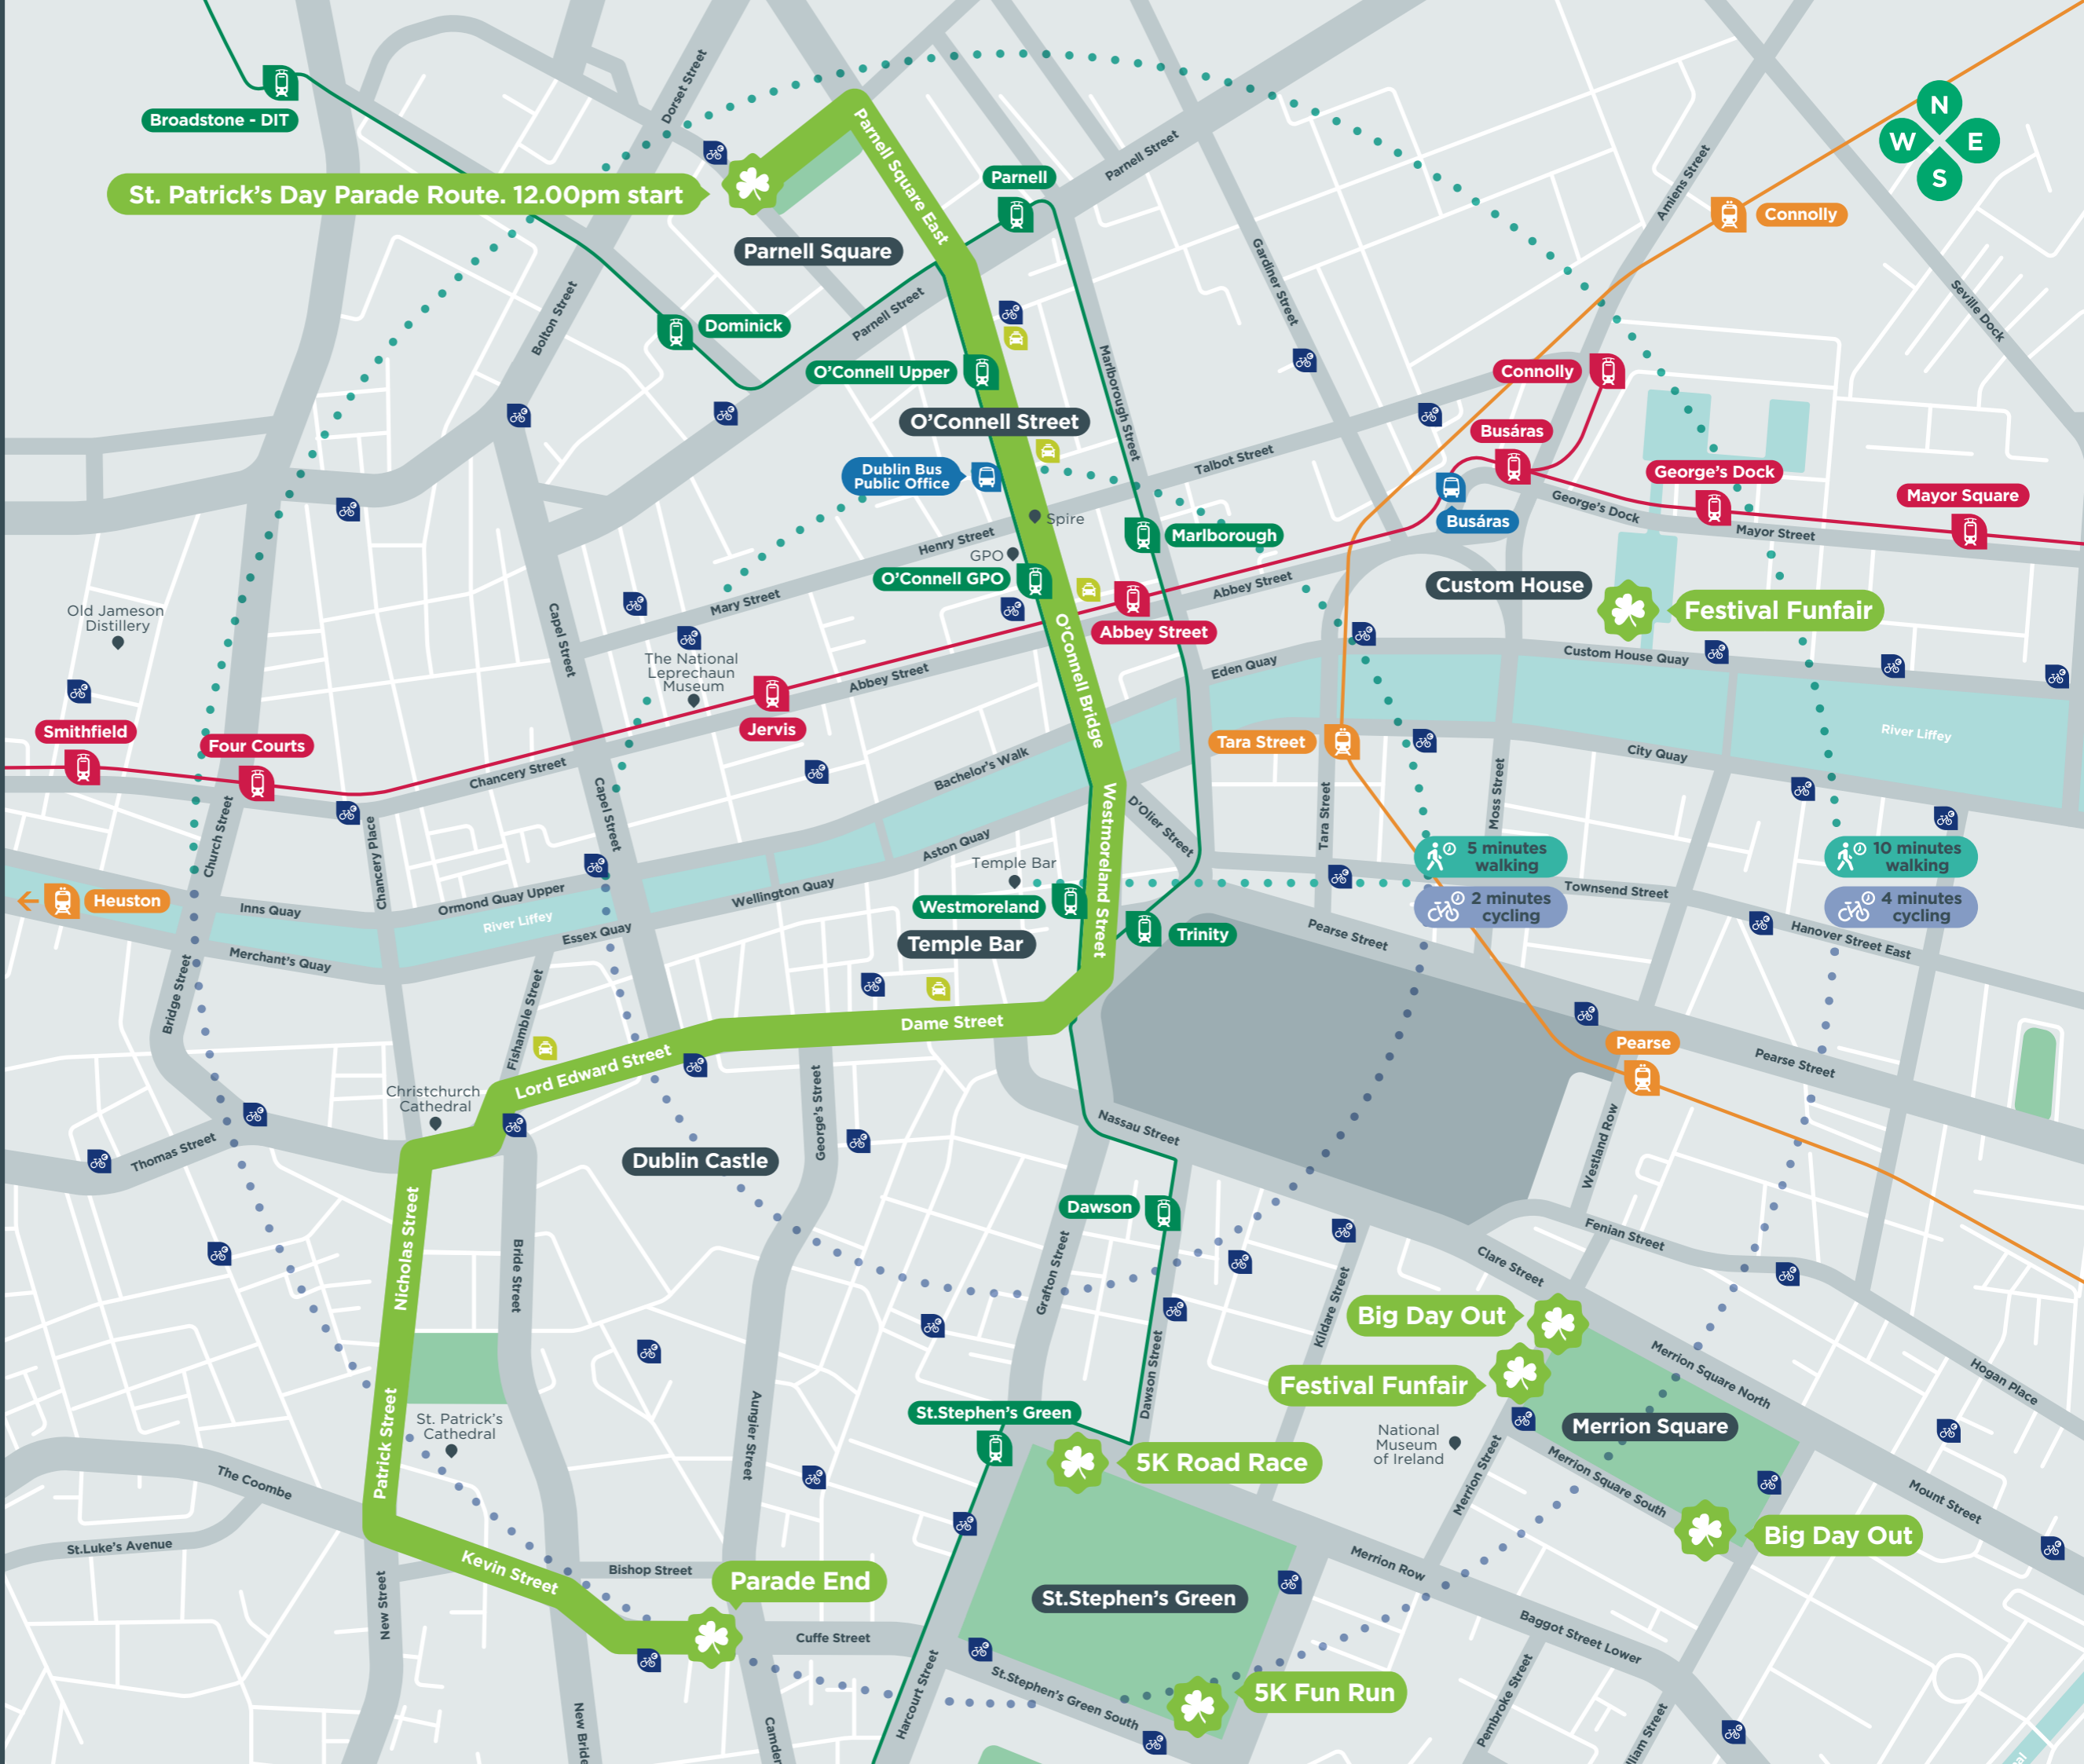 N
W
E
S
Broadstone - DIT
Dorset Street
St. Patrick's Day Parade Route. 12.00pm start
Parnell Square East
Parnell Street
Parnell
Amiens Street
Connolly
Parnell Square
Gardiner Street
Seville Dock
Bolton Street
Dominick
Parnell Street
O'Connell Upper
Marlborough Street
Connolly
O'Connell Street
Busáras
Dublin Bus
Public Office
Talbot Street
George's Dock
Mayor Square
Busáras
George's Dock
Mayor Street
Spire
Henry Street
GPO
Marlborough
O'Connell GPO
Abbey Street
Custom House
Festival Funfair
Mary Street
Old Jameson
Distillery
Capel Street
Abbey Street
O'Connell Bridge
The National
Leprechaun
Museum
Abbey Street
Eden Quay
Custom House Quay
Smithfield
Four Courts
Jervis
Tara Street
River Liffey
City Quay
Chancery Street
Bachelor's Walk
Capel Street
Westmoreland Street
D'Olier Street
Tara Street
Moss Street
Church Street
Chancery Place
Aston Quay
Temple Bar
5 minutes
walking
10 minutes
walking
Heuston
Inns Quay
Ormond Quay Upper
Wellington Quay
Westmoreland
Townsend Street
2 minutes
cycling
4 minutes
cycling
River Liffey
Essex Quay
Merchant's Quay
Temple Bar
Trinity
Pearse Street
Hanover Street East
Bridge Street
Fishamble Street
Dame Street
Lord Edward Street
Pearse
Pearse Street
Christchurch
Cathedral
George's Street
Nassau Street
Thomas Street
Dublin Castle
Westland Row
Dawson
Nicholas Street
Bride Street
Grafton Street
Fenian Street
Clare Street
Kildare Street
Big Day Out
Merrion Square North
Hogan Place
Festival Funfair
Dawson Street
Patrick Street
St. Patrick's
Cathedral
Aungier Street
St.Stephen's Green
National
Museum
of Ireland
Merrion Square
5K Road Race
Merrion Street
Merrion Square South
Mount Street
The Coombe
St.Luke's Avenue
Big Day Out
Kevin Street
Bishop Street
Parade End
Merrion Row
New Street
St.Stephen's Green
Cuffe Street
Baggot Street Lower
Harcourt Street
St.Stephen's Green South
5K Fun Run
Pembroke Street
New Bride
Camden
lliam Street